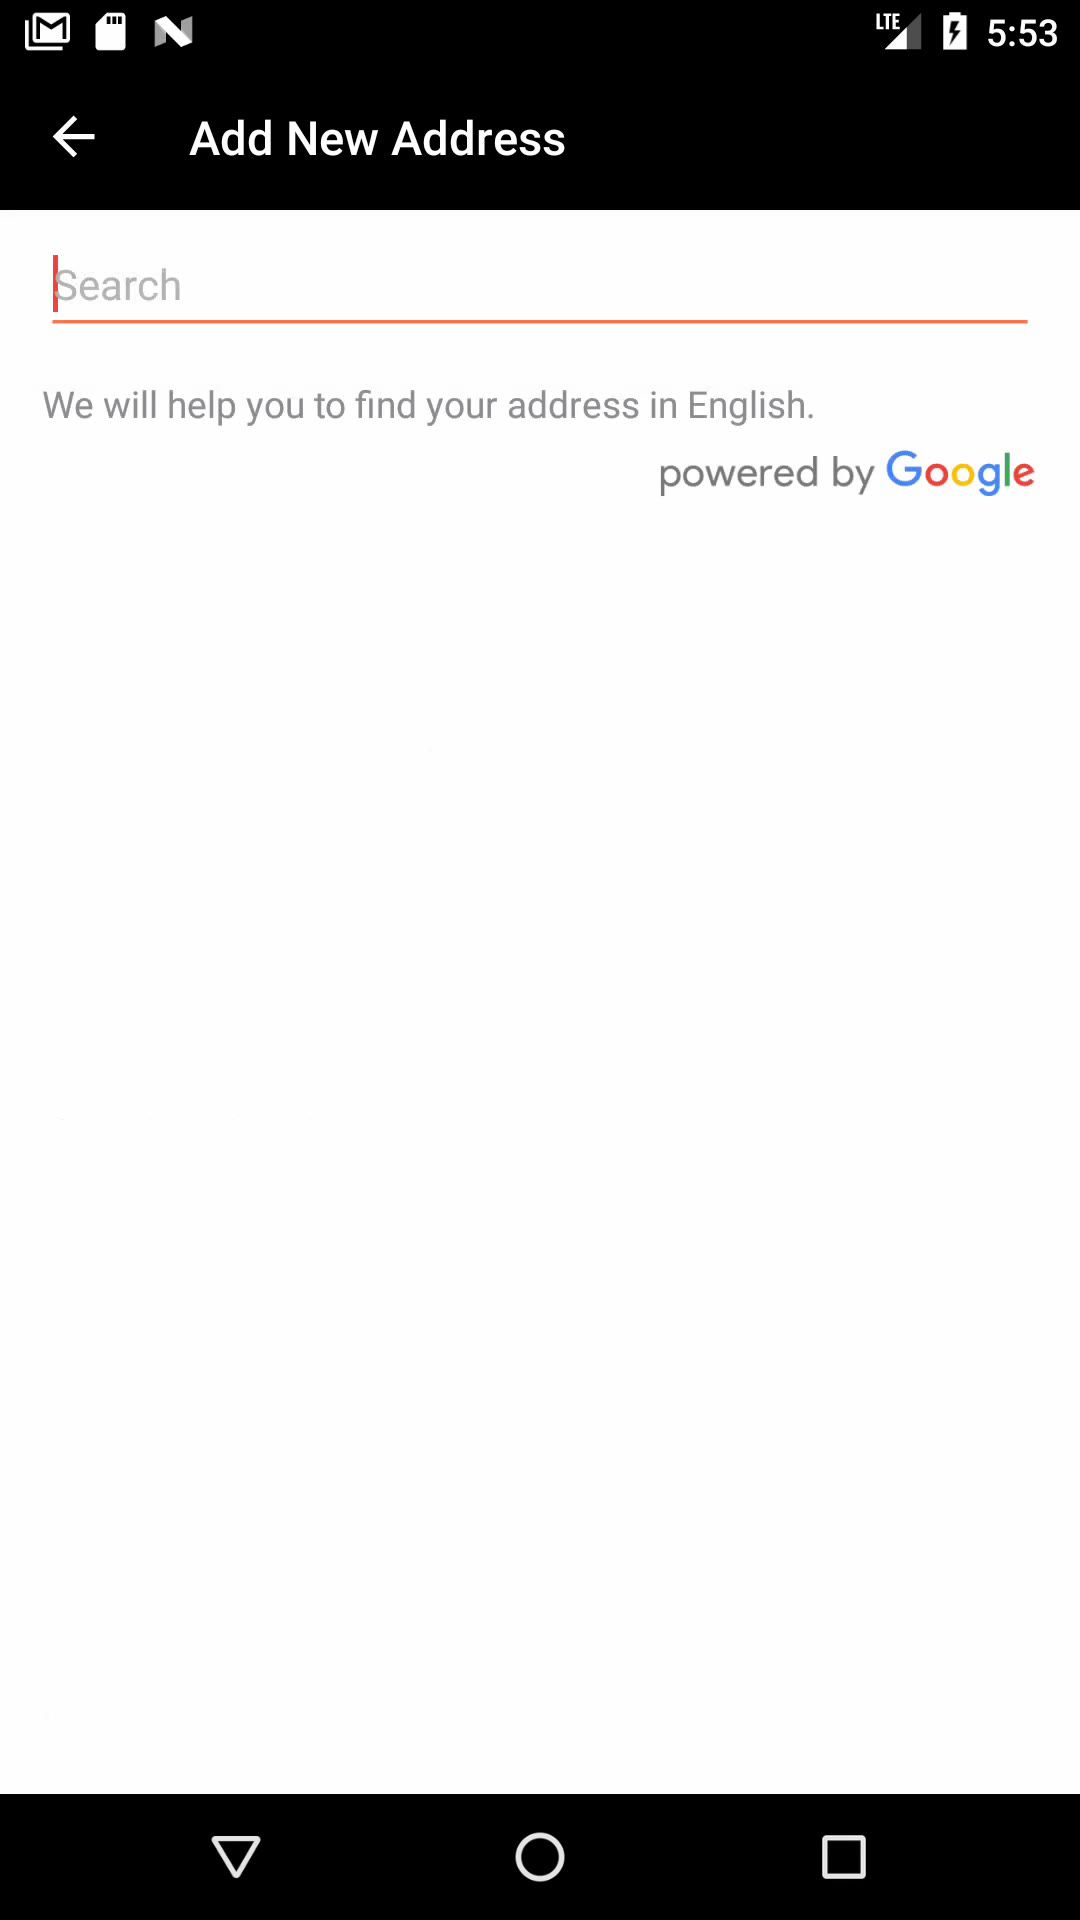 LTE 5:53
Add New Address
Search
We will help you to find your address in English.
powered by Google